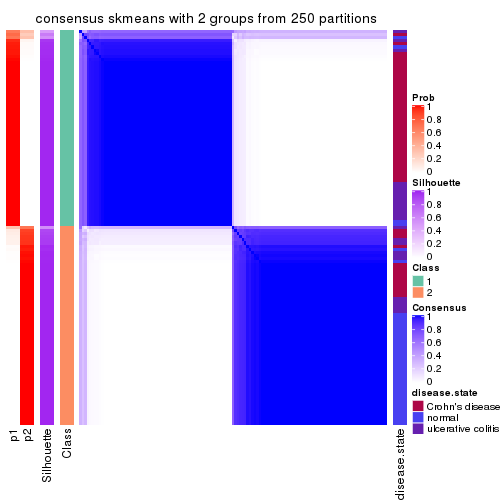 consensus skmeans with 2 groups from 250 partitions
Prob
1
0.8
0.6
0.4
0.2
0
Silhouette
1
0.8
0.6
0.4
0.2
0
Class
1
2
Consensus
1
0.8
0.6
0.4
0.2
0
disease.state
Crohn's disease
normal
ulcerative colitis
p1
p2
Silhouette
Class
disease.state